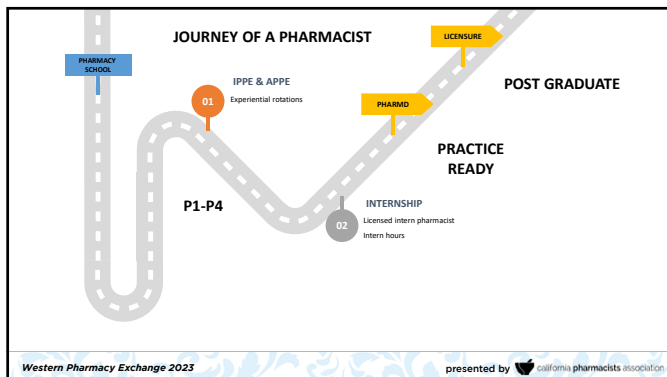 JOURNEY OF A PHARMACIST
LICENSURE
PHARMACY
SCHOOL
IPPE & APPE
01
Experiential rotations
POST GRADUATE
PHARMD
PRACTICE
READY
P1-P4
INTERNSHIP
02
Licensed intern pharmacist
Intern hours
Western Pharmacy Exchange 2023
presented by california pharmacists association